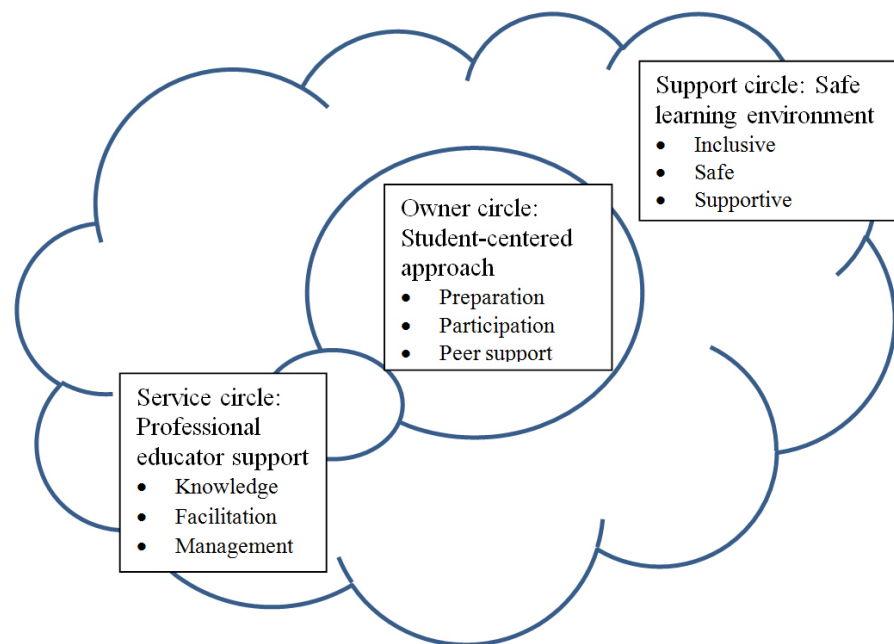 Support circle: Safe
learning environment
• Inclusive
• Safe
• Supportive
Owner circle:
Student-centered
approach
• Preparation
• Participation
• Peer support
Service circle:
Professional
educator support
• Knowledge
• Facilitation
• Management